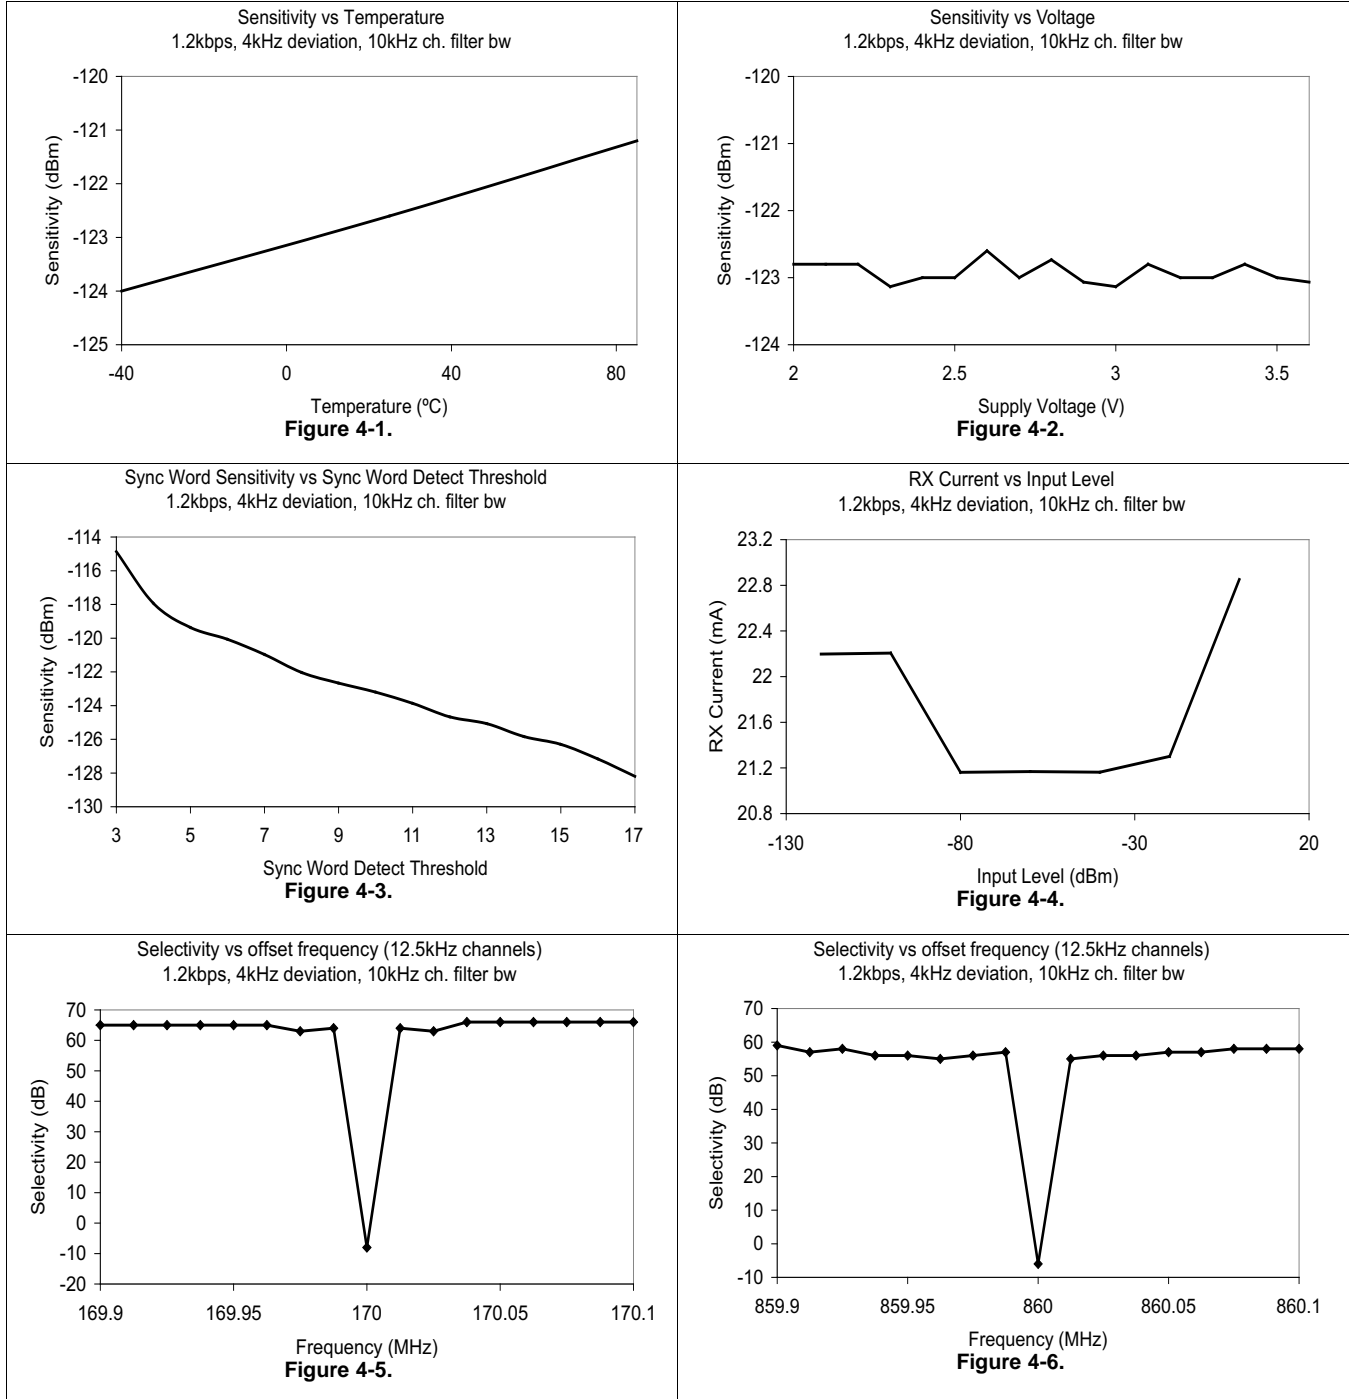 Sensitivity vs Temperature
1.2kbps, 4kHz deviation, 10kHz ch. filter bw
-120
-121
-122
-123
-124
-125
Sensitivity (dBm)
-40 0 40 80
Temperature (ºC)
Figure 4-1.
Sensitivity vs Voltage
1.2kbps, 4kHz deviation, 10kHz ch. filter bw
-120
-121
-122
-123
-124
Sensitivity (dBm)
2 2.5 3 3.5
Supply Voltage (V)
Figure 4-2.
Sync Word Sensitivity vs Sync Word Detect Threshold
1.2kbps, 4kHz deviation, 10kHz ch. filter bw
-114
-116
-118
-120
-122
-124
-126
-128
-130
Sensitivity (dBm)
3 5 7 9 11 13 15 17
Sync Word Detect Threshold
Figure 4-3.
RX Current vs Input Level
1.2kbps, 4kHz deviation, 10kHz ch. filter bw
23.2
22.8
22.4
22
21.6
21.2
20.8
RX Current (mA)
-130 -80 -30 20
Input Level (dBm)
Figure 4-4.
Selectivity vs offset frequency (12.5kHz channels)
1.2kbps, 4kHz deviation, 10kHz ch. filter bw
70
60
50
40
30
20
10
0
-10
-20
Selectivity (dB)
169.9 169.95 170 170.05 170.1
Frequency (MHz)
Figure 4-5.
Selectivity vs offset frequency (12.5kHz channels)
1.2kbps, 4kHz deviation, 10kHz ch. filter bw
70
60
50
40
30
20
10
0
-10
Selectivity (dB)
859.9 859.95 860 860.05 860.1
Frequency (MHz)
Figure 4-6.